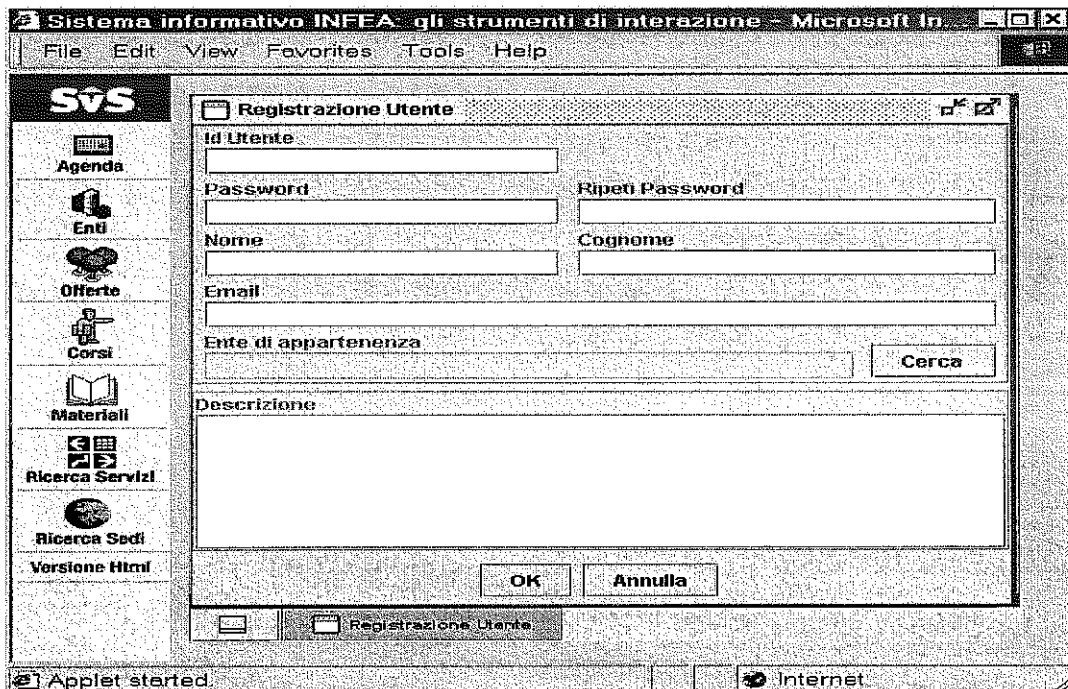 Sistema informativo INFEA: gli strumenti di interazione - Microsoft In...
File Edit View Favorites Tools Help
SvS
Agenda
Enti
Offerte
Corsi
Materiali
Ricerca Servizi
Ricerca Sedi
Versione Html
Registrazione Utente
Id Utente
Password Ripeti Password
Nome Cognome
Email
Ente di appartenenza
Cerca
Descrizione
OK Annulla
Registrazione Utente
Applet started. Internet